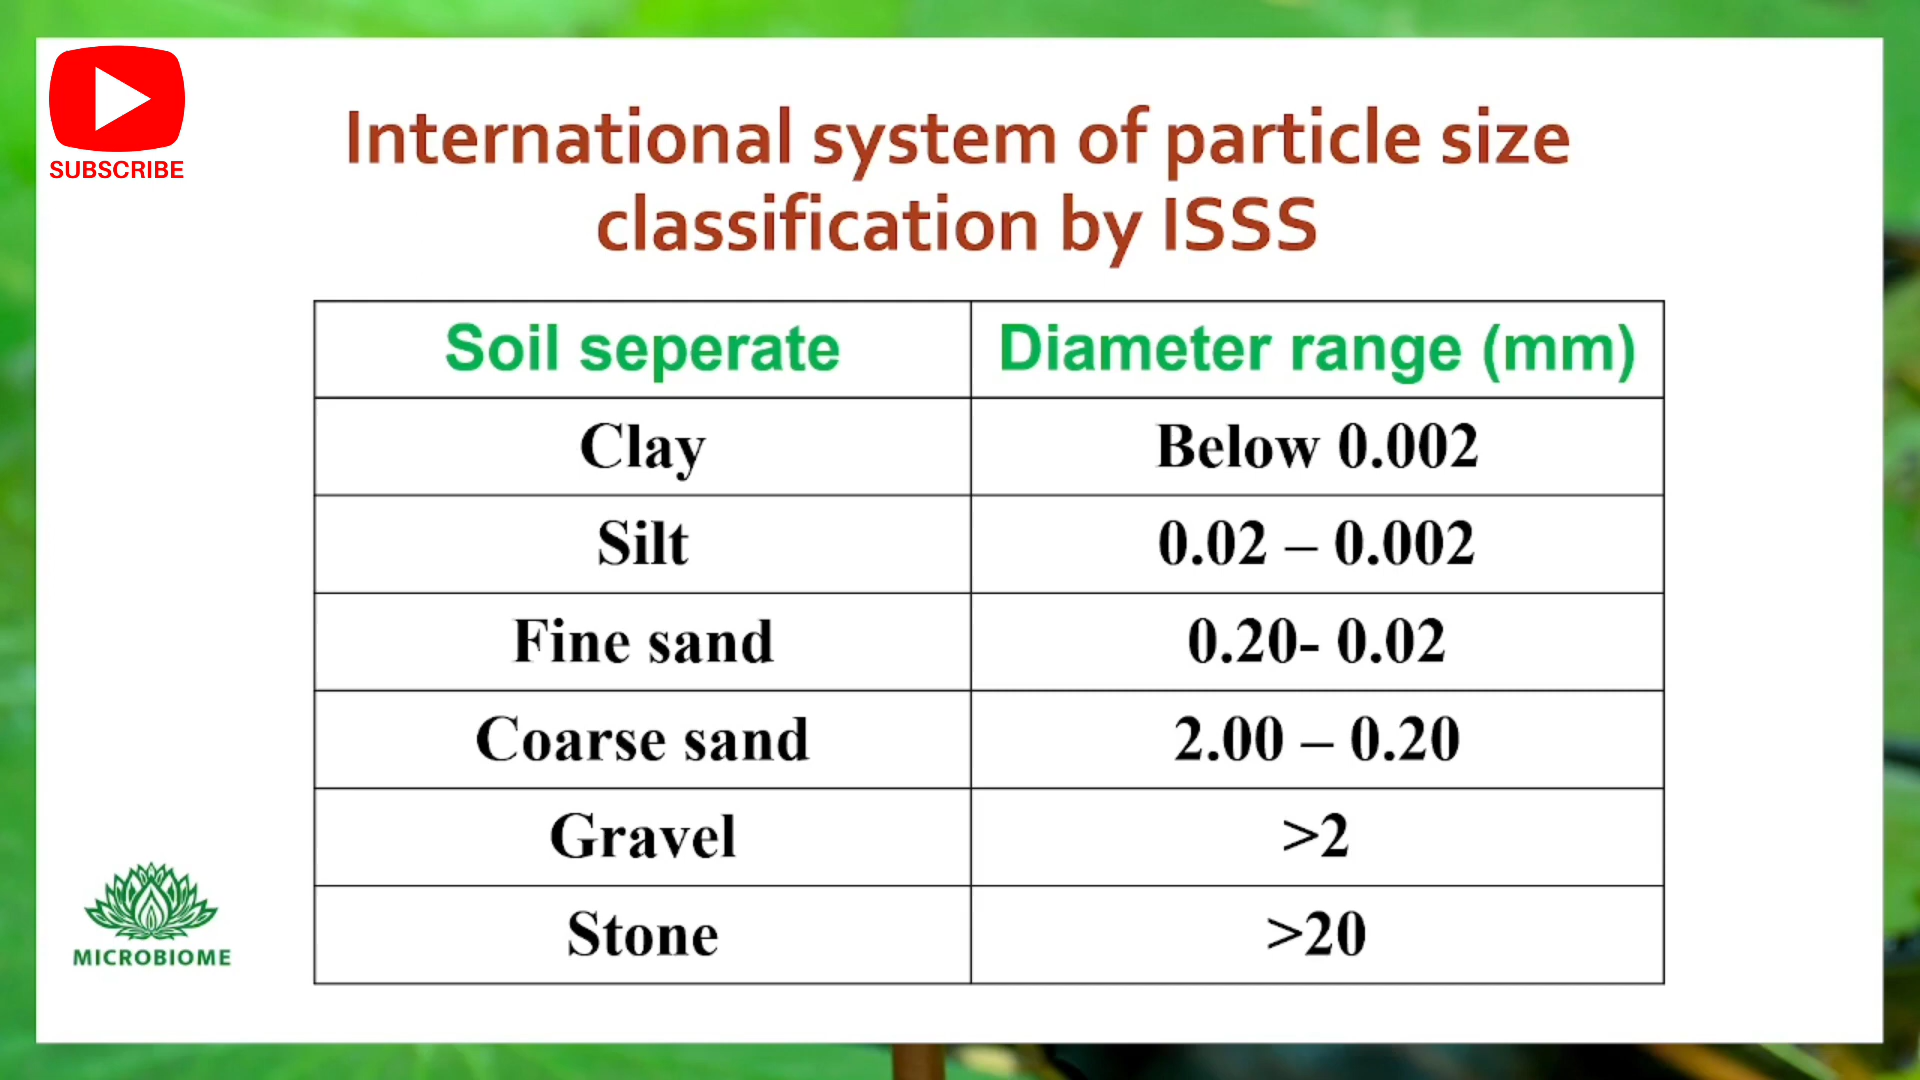 SUBSCRIBE
International system of particle size
classification by ISSS
Soil seperate Diameter range (mm)
Clay Below 0.002
Silt 0.02 – 0.002
Fine sand 0.20- 0.02
Coarse sand 2.00 – 0.20
Gravel >2
Stone >20
MICROBIOME